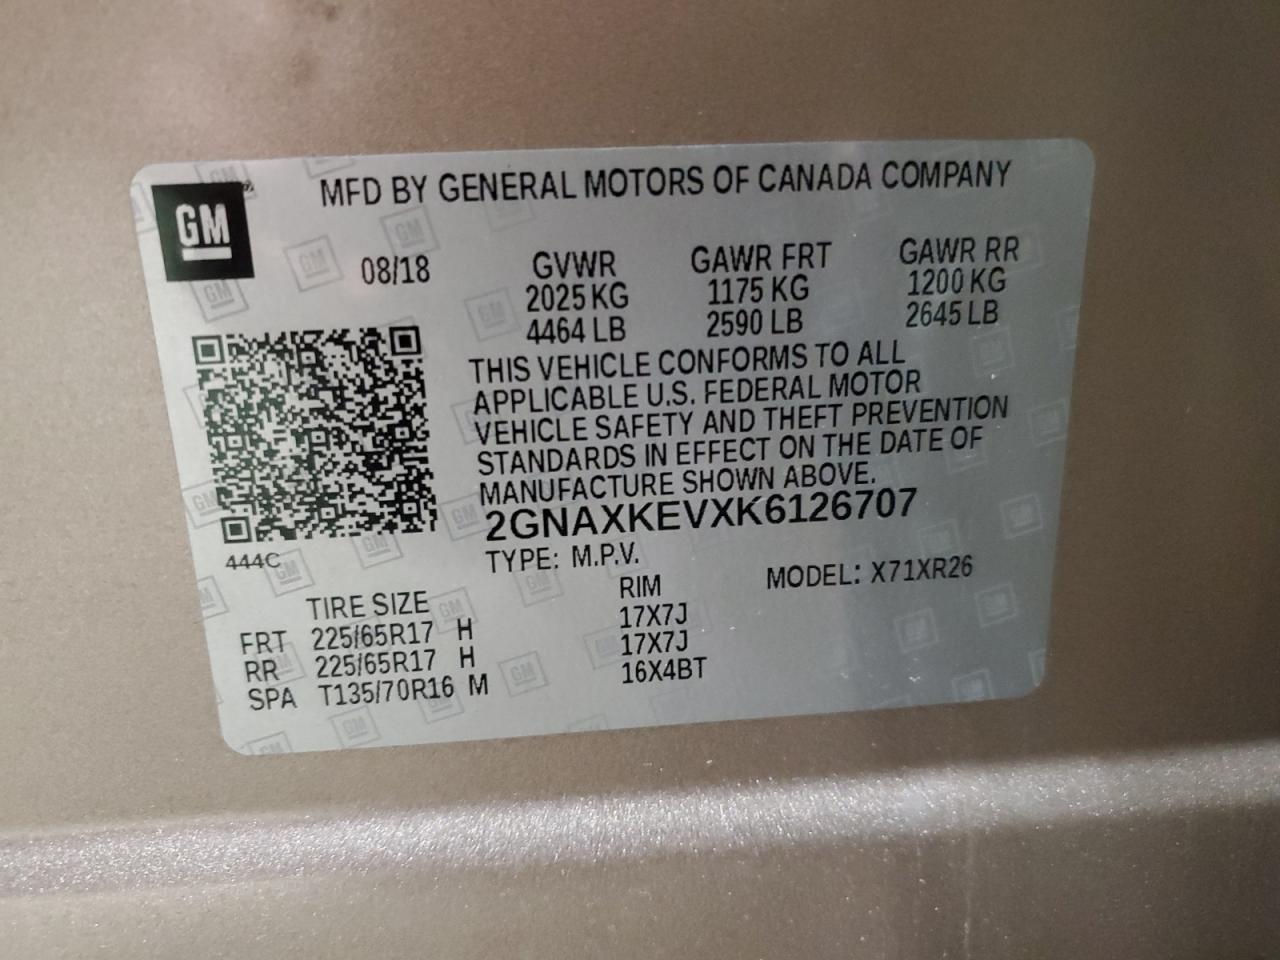 GM
MFD BY GENERAL MOTORS OF CANADA COMPANY
08/18
GVWR GAWR FRT GAWR RR
2025 KG 1175 KG 1200 KG
4464 LB 2590 LB 2645 LB
THIS VEHICLE CONFORMS TO ALL
APPLICABLE U.S. FEDERAL MOTOR
VEHICLE SAFETY AND THEFT PREVENTION
STANDARDS IN EFFECT ON THE DATE OF
MANUFACTURE SHOWN ABOVE.
2GNAXKEVXK6126707
444C
TYPE: M.P.V.
MODEL: X71XR26
TIRE SIZE RIM
FRT 225/65R17 H 17X7J
RR 225/65R17 H 17X7J
SPA T135/70R16 M 16X4BT